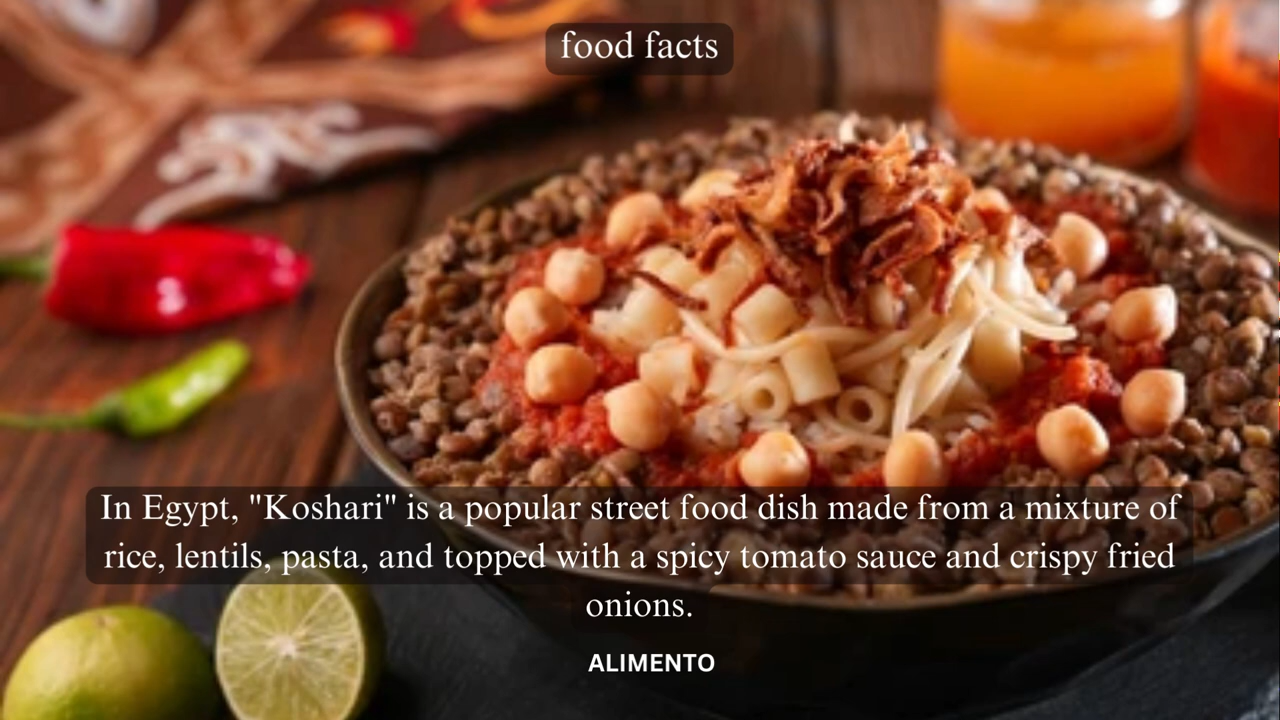 food facts
In Egypt, "Koshari" is a popular street food dish made from a mixture of
rice, lentils, pasta, and topped with a spicy tomato sauce and crispy fried
onions.
ALIMENTO